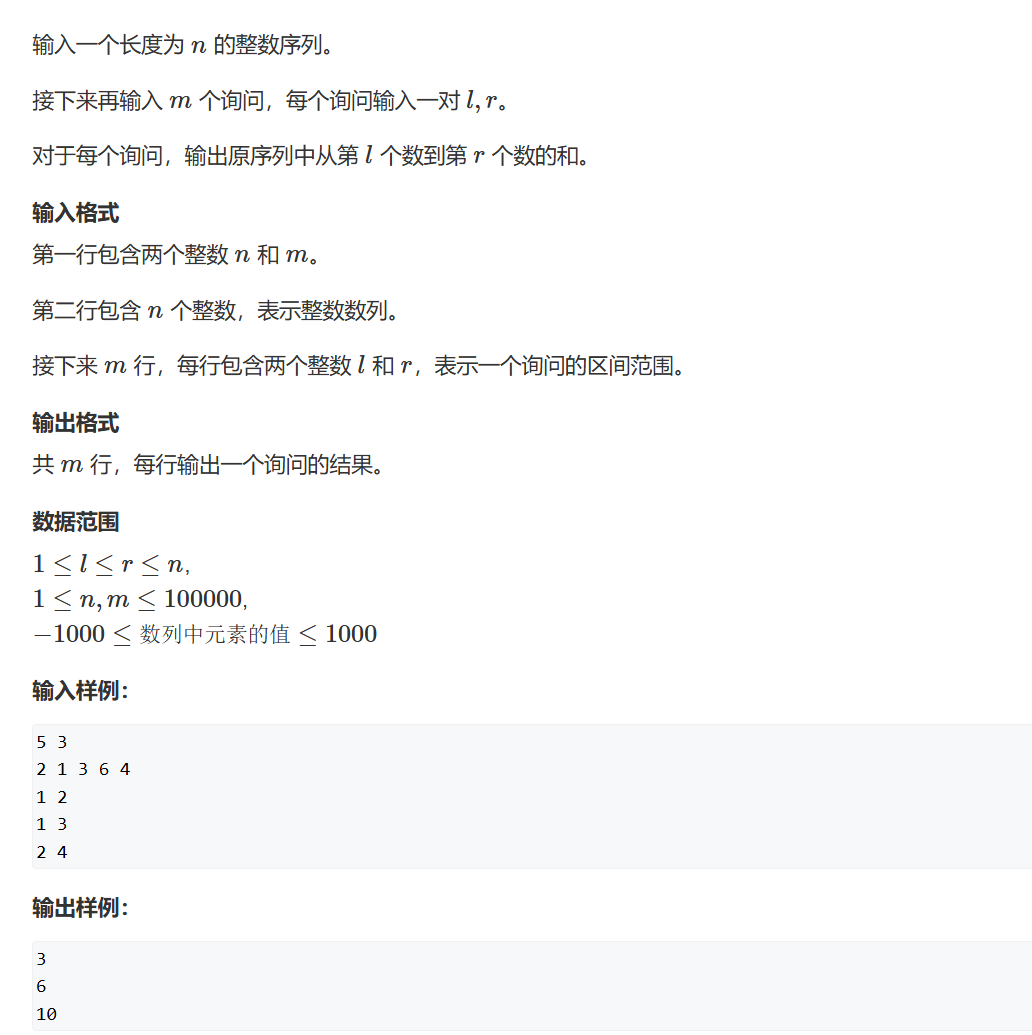 输入一个长度为 n 的整数序列。
接下来再输入 m 个询问，每个询问输入一对 l, r。
对于每个询问，输出原序列中从第 l 个数到第 r 个数的和。
输入格式
第一行包含两个整数 n 和 m。
第二行包含 n 个整数，表示整数数列。
接下来 m 行，每行包含两个整数 l 和 r，表示一个询问的区间范围。
输出格式
共 m 行，每行输出一个询问的结果。
数据范围
1 ≤ l ≤ r ≤ n,
1 ≤ n, m ≤ 100000,
−1000 ≤ 数列中元素的值 ≤ 1000
输入样例：
5 3
2 1 3 6 4
1 2
1 3
2 4
输出样例：
3
6
10